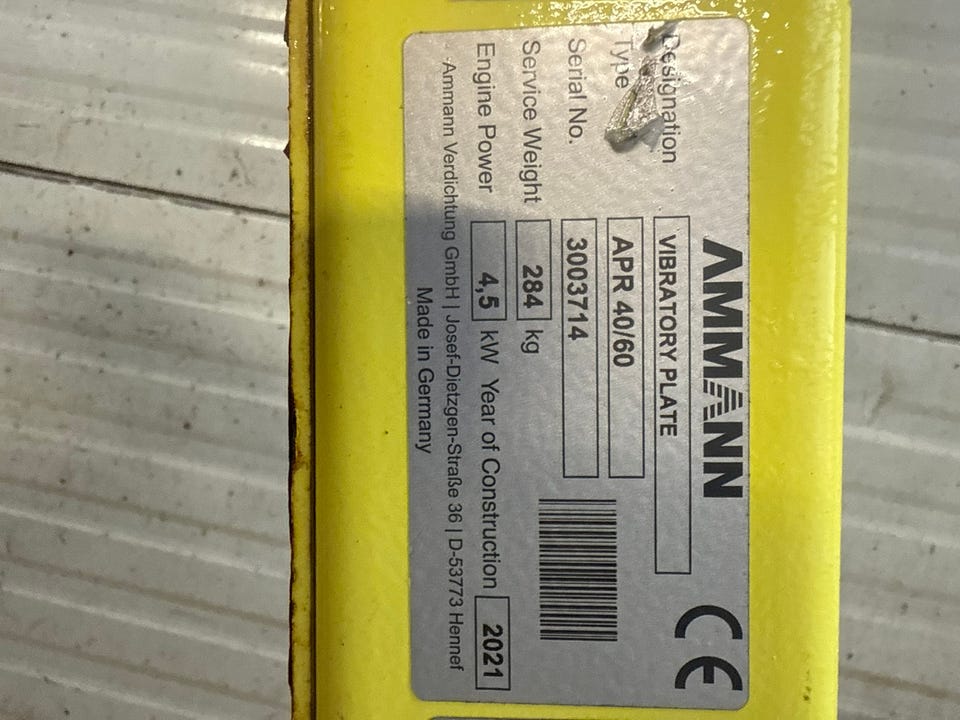 AMMANN
CE
Designation VIBRATORY PLATE
Type APR 40/60
Serial No. 3003714
Service Weight 284 kg
Engine Power 4,5 kW Year of Construction 2021
Ammann Verdichtung GmbH | Josef-Dietzgen-Straße 36 | D-53773 Hennef
Made in Germany